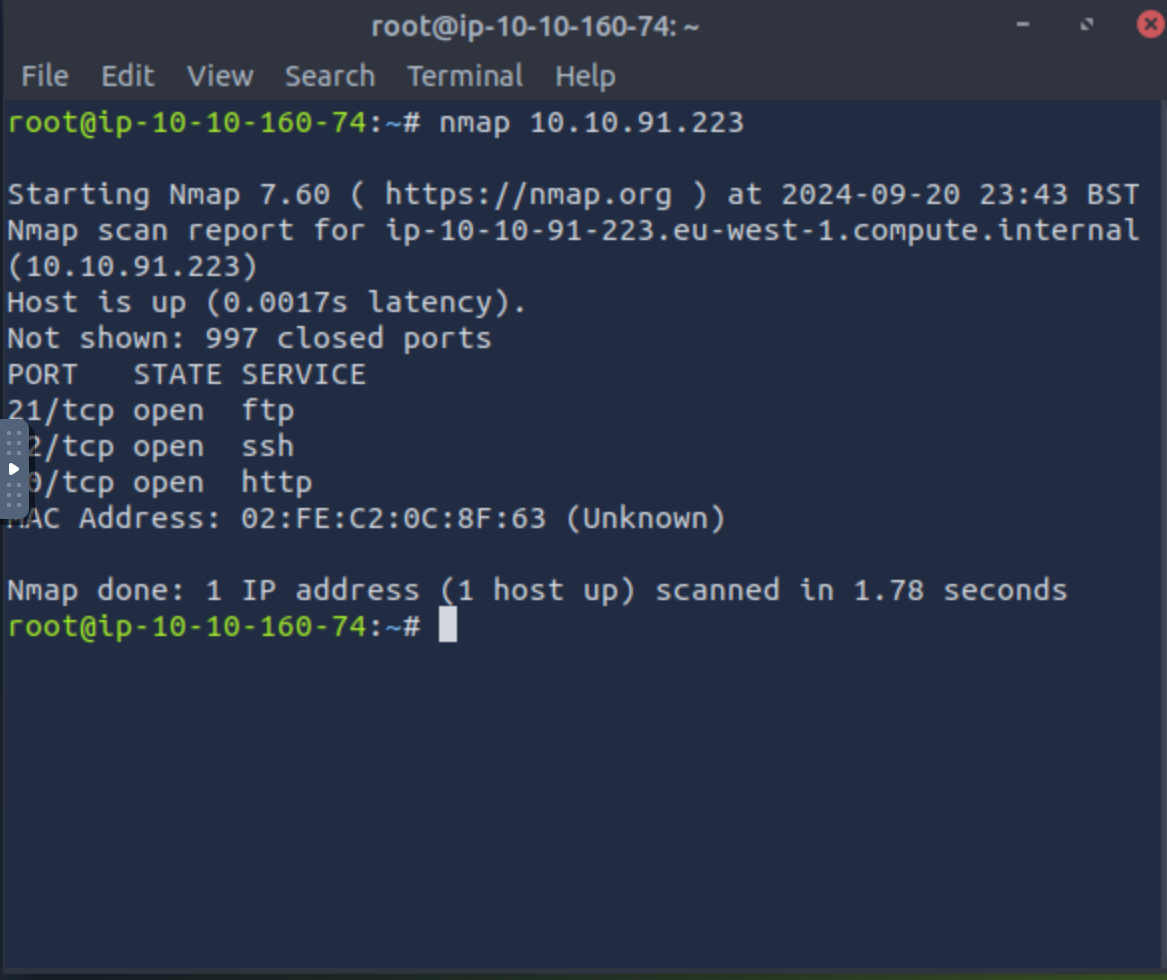 root@ip-10-10-160-74: ~
File Edit View Search Terminal Help
root@ip-10-10-160-74:~# nmap 10.10.91.223
Starting Nmap 7.60 ( https://nmap.org ) at 2024-09-20 23:43 BST
Nmap scan report for ip-10-10-91-223.eu-west-1.compute.internal
(10.10.91.223)
Host is up (0.0017s latency).
Not shown: 997 closed ports
PORT   STATE SERVICE
21/tcp open  ftp
2/tcp open  ssh
0/tcp open  http
MAC Address: 02:FE:C2:0C:8F:63 (Unknown)
Nmap done: 1 IP address (1 host up) scanned in 1.78 seconds
root@ip-10-10-160-74:~#